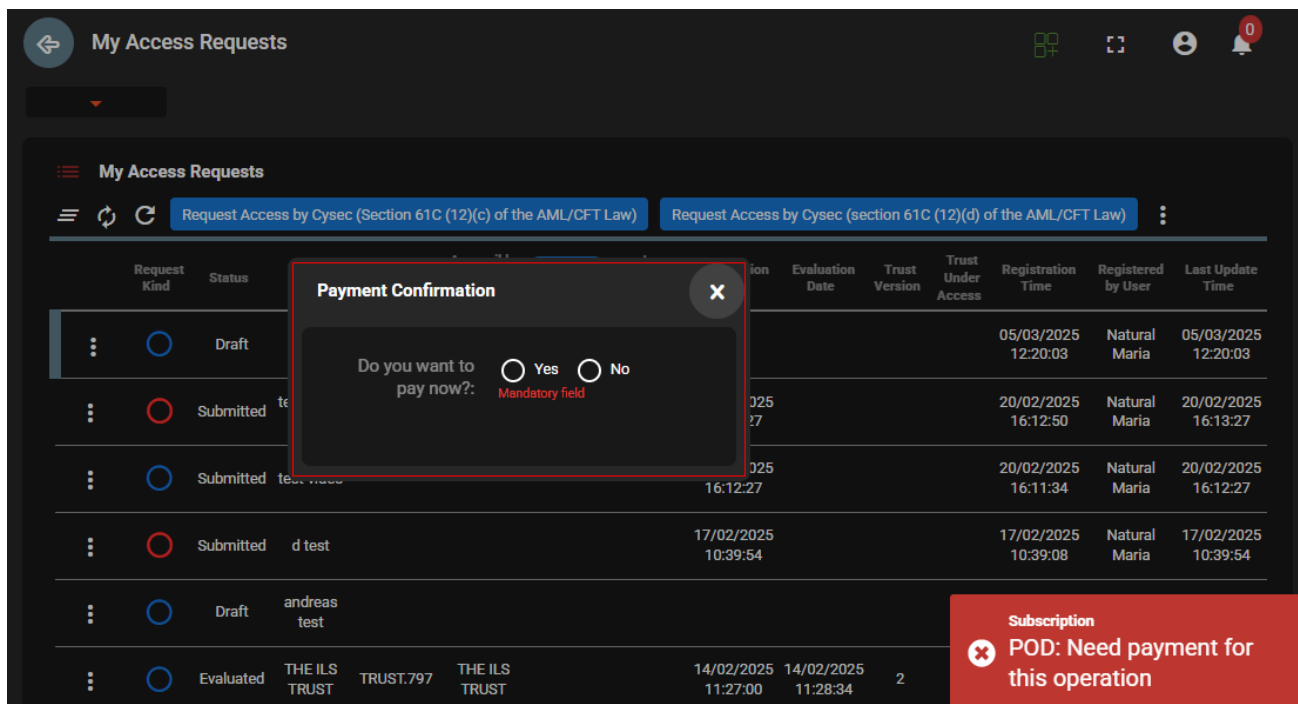 My Access Requests
0
My Access Requests
Request Access by Cysec (Section 61C (12)(c) of the AML/CFT Law)
Request Access by Cysec (section 61C (12)(d) of the AML/CFT Law)
Request Kind
Status
Evaluation Date
Trust Version
Trust Under Access
Registration Time
Registered by User
Last Update Time
Payment Confirmation
Do you want to pay now?:
Yes
No
Mandatory field
Draft
05/03/2025 12:20:03
Natural Maria
05/03/2025 12:20:03
Submitted
20/02/2025 16:12:50
Natural Maria
20/02/2025 16:13:27
Submitted
16:12:27
20/02/2025 16:11:34
Natural Maria
20/02/2025 16:12:27
Submitted
d test
17/02/2025 10:39:54
17/02/2025 10:39:08
Natural Maria
17/02/2025 10:39:54
Draft
andreas test
Evaluated
THE ILS TRUST
TRUST.797
THE ILS TRUST
14/02/2025 11:27:00
14/02/2025 11:28:34
2
Subscription
POD: Need payment for
this operation